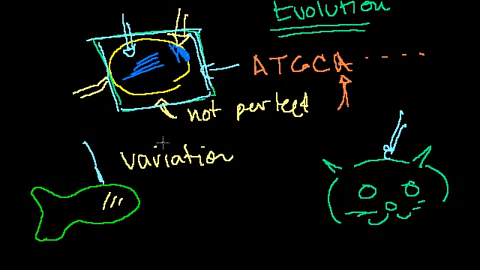 Evolution
ATGCA .....
not perfect
variation